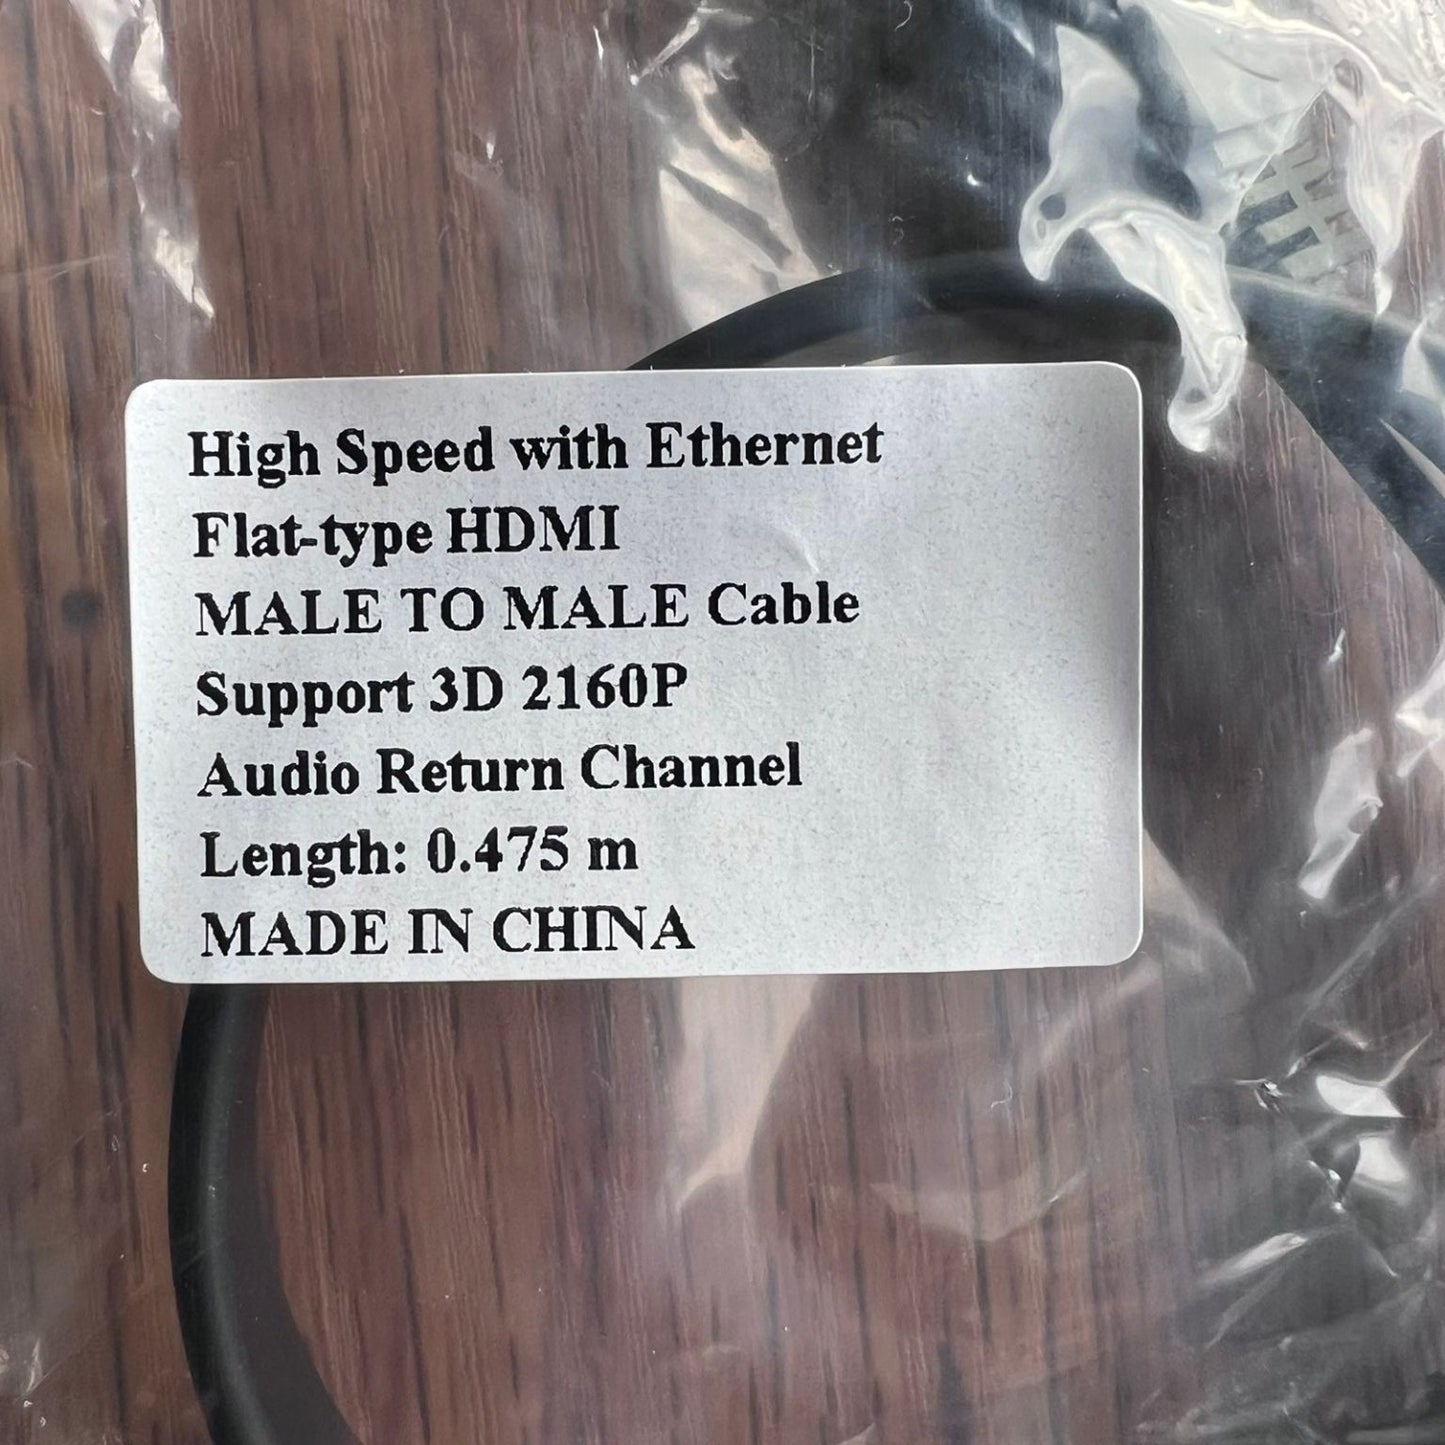 High Speed with Ethernet
Flat-type HDMI
MALE TO MALE Cable
Support 3D 2160P
Audio Return Channel
Length: 0.475 m
MADE IN CHINA